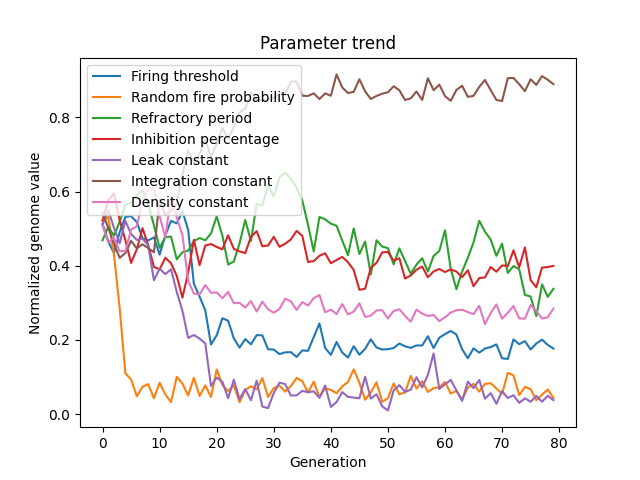 Parameter trend
Firing threshold
Random fire probability
Refractory period
Inhibition percentage
Leak constant
Integration constant
Density constant
Normalized genome value
0.8
0.6
0.4
0.2
0.0
0 10 20 30 40 50 60 70 80
Generation